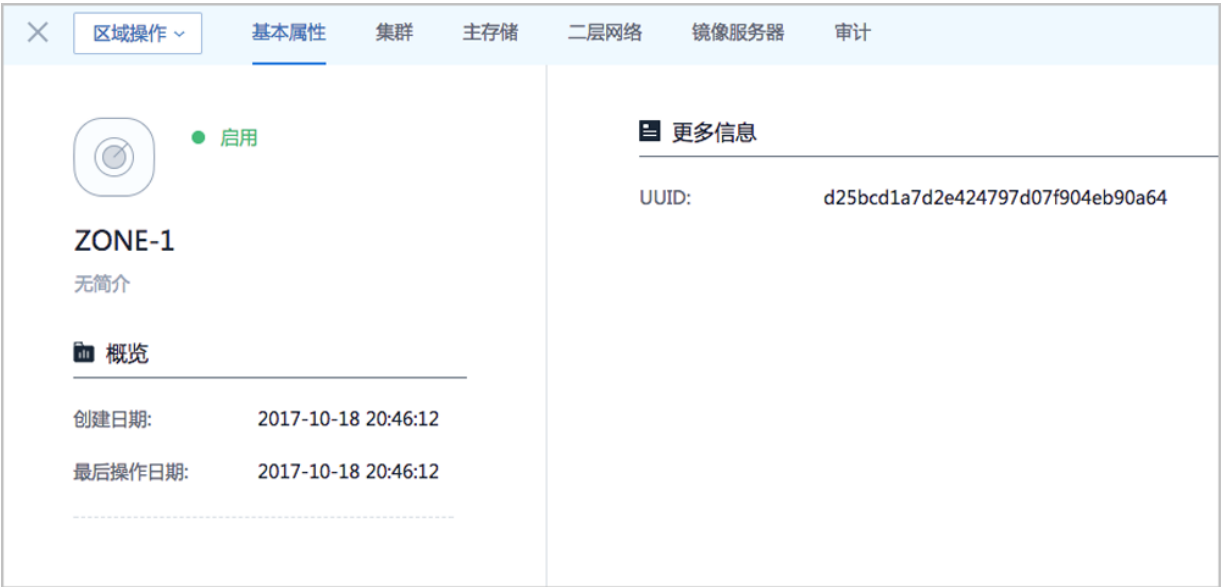 区域操作 基本属性 集群 主存储 二层网络 镜像服务器 审计
启用
ZONE-1
无简介
概览
创建日期: 2017-10-18 20:46:12
最后操作日期: 2017-10-18 20:46:12
更多信息
UUID: d25bcd1a7d2e424797d07f904eb90a64